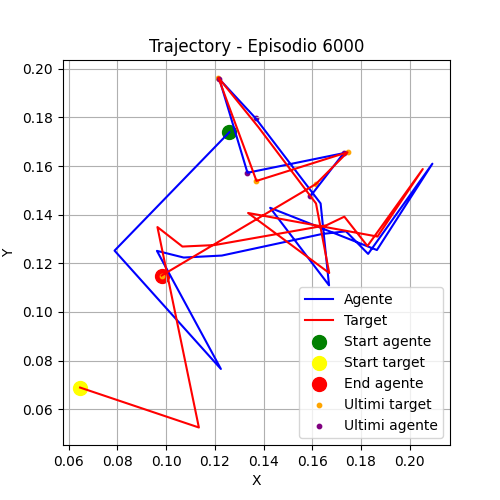 Trajectory - Episodio 6000
0.20
0.18
0.16
0.14
0.12
0.10
0.08
0.06
Y
Agente
Target
Start agente
Start target
End agente
Ultimi target
Ultimi agente
0.06 0.08 0.10 0.12 0.14 0.16 0.18 0.20
X